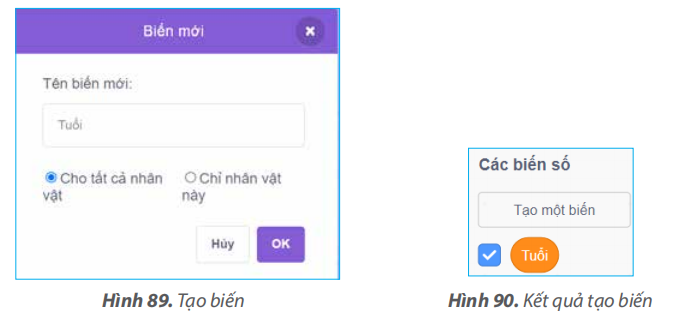 Biến mới
Tên biến mới:
Tuổi
Cho tất cả nhân vật
Chỉ nhân vật này
Hủy
OK
Hình 89. Tạo biến
Các biến số
Tạo một biến
Tuổi
Hình 90. Kết quả tạo biến